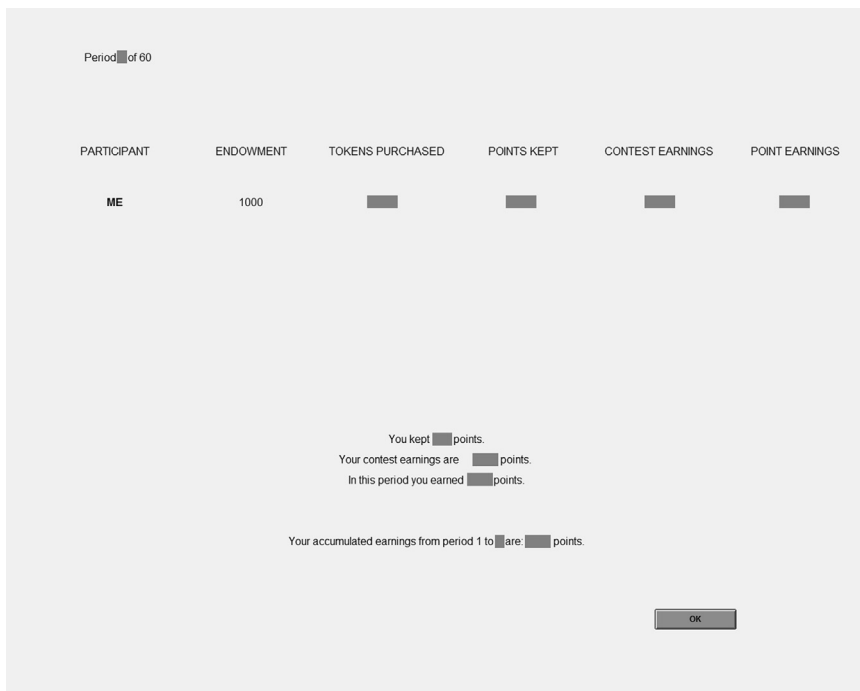 Period of 60
PARTICIPANT ENDOWMENT TOKENS PURCHASED POINTS KEPT CONTEST EARNINGS POINT EARNINGS
ME 1000
You kept points.
Your contest earnings are points.
In this period you earned points.
Your accumulated earnings from period 1 to are: points.
OK